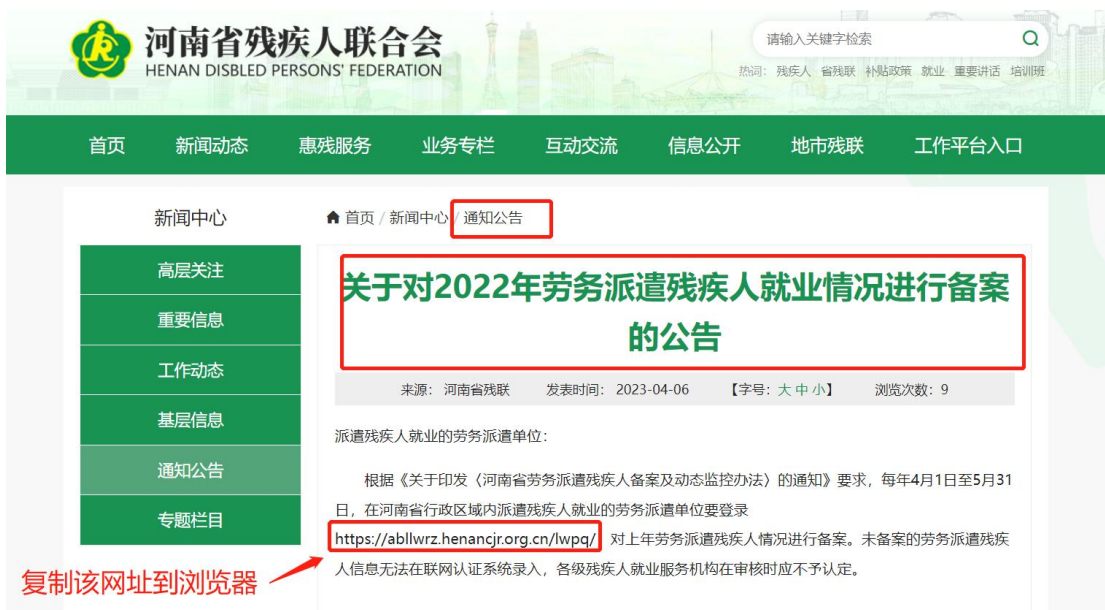 河南省残疾人联合会
HENAN DISBLED PERSONS' FEDERATION
请输入关键字检索
热词： 残疾人 省残联 补贴政策 就业 重要讲话 培训班
首页 新闻动态 惠残服务 业务专栏 互动交流 信息公开 地市残联 工作平台入口
新闻中心
高层关注
重要信息
工作动态
基层信息
通知公告
专题栏目
首页 / 新闻中心 / 通知公告
关于对2022年劳务派遣残疾人就业情况进行备案
的公告
来源： 河南省残联 发表时间： 2023-04-06 【字号：大 中 小】 浏览次数：9
派遣残疾人就业的劳务派遣单位：
根据《关于印发〈河南省劳务派遣残疾人备案及动态监控办法〉的通知》要求，每年4月1日至5月31
日，在河南省行政区域内派遣残疾人就业的劳务派遣单位要登录
https://abllwrz.henancjr.org.cn/lwpq/ 对上年劳务派遣残疾人情况进行备案。未备案的劳务派遣残疾
人信息无法在联网认证系统录入，各级残疾人就业服务机构在审核时应不予认定。
复制该网址到浏览器